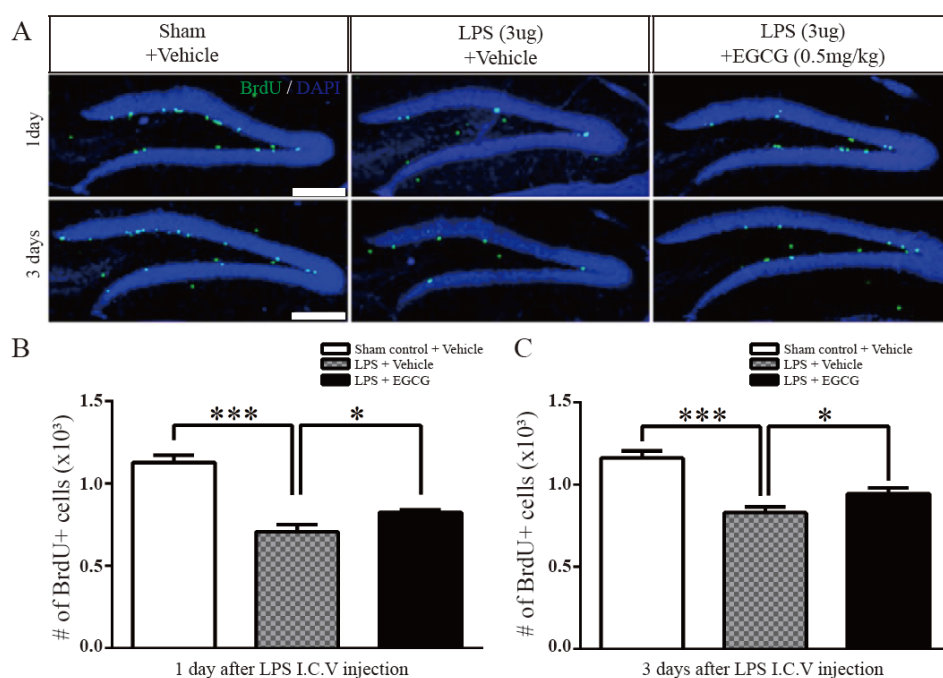 A
Sham
+Vehicle
LPS (3ug)
+Vehicle
LPS (3ug)
+EGCG (0.5mg/kg)
BrdU / DAPI
1day
3 days
B
Sham control + Vehicle
LPS + Vehicle
LPS + EGCG
# of BrdU+ cells (x10³)
1.5
1.0
0.5
0.0
***
*
1 day after LPS I.C.V injection
C
Sham control + Vehicle
LPS + Vehicle
LPS + EGCG
# of BrdU+ cells (x10³)
1.5
1.0
0.5
0.0
***
*
3 days after LPS I.C.V injection